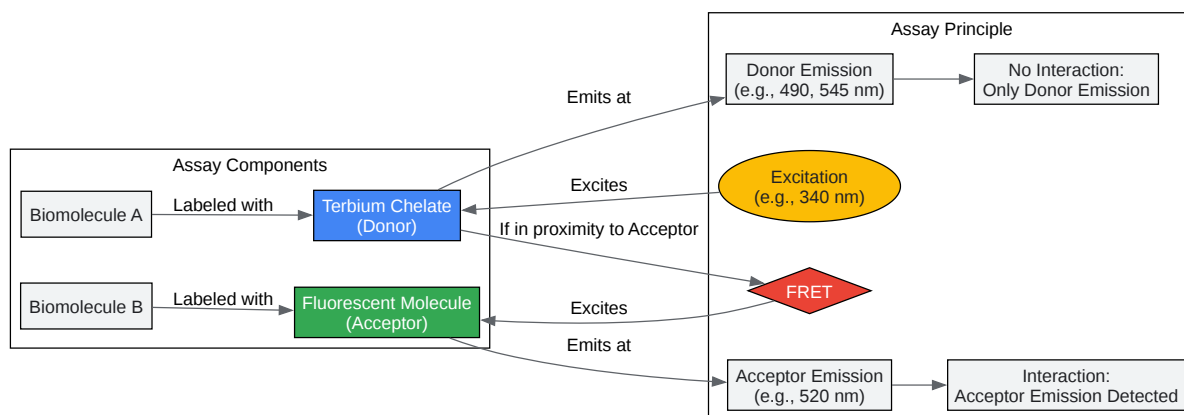 Assay Principle
Donor Emission
(e.g., 490, 545 nm)
No Interaction:
Only Donor Emission
Emits at
Assay Components
Biomolecule A
Labeled with
Terbium Chelate
(Donor)
Excites
Excitation
(e.g., 340 nm)
If in proximity to Acceptor
Biomolecule B
Labeled with
Fluorescent Molecule
(Acceptor)
Excites
FRET
Emits at
Acceptor Emission
(e.g., 520 nm)
Interaction:
Acceptor Emission Detected